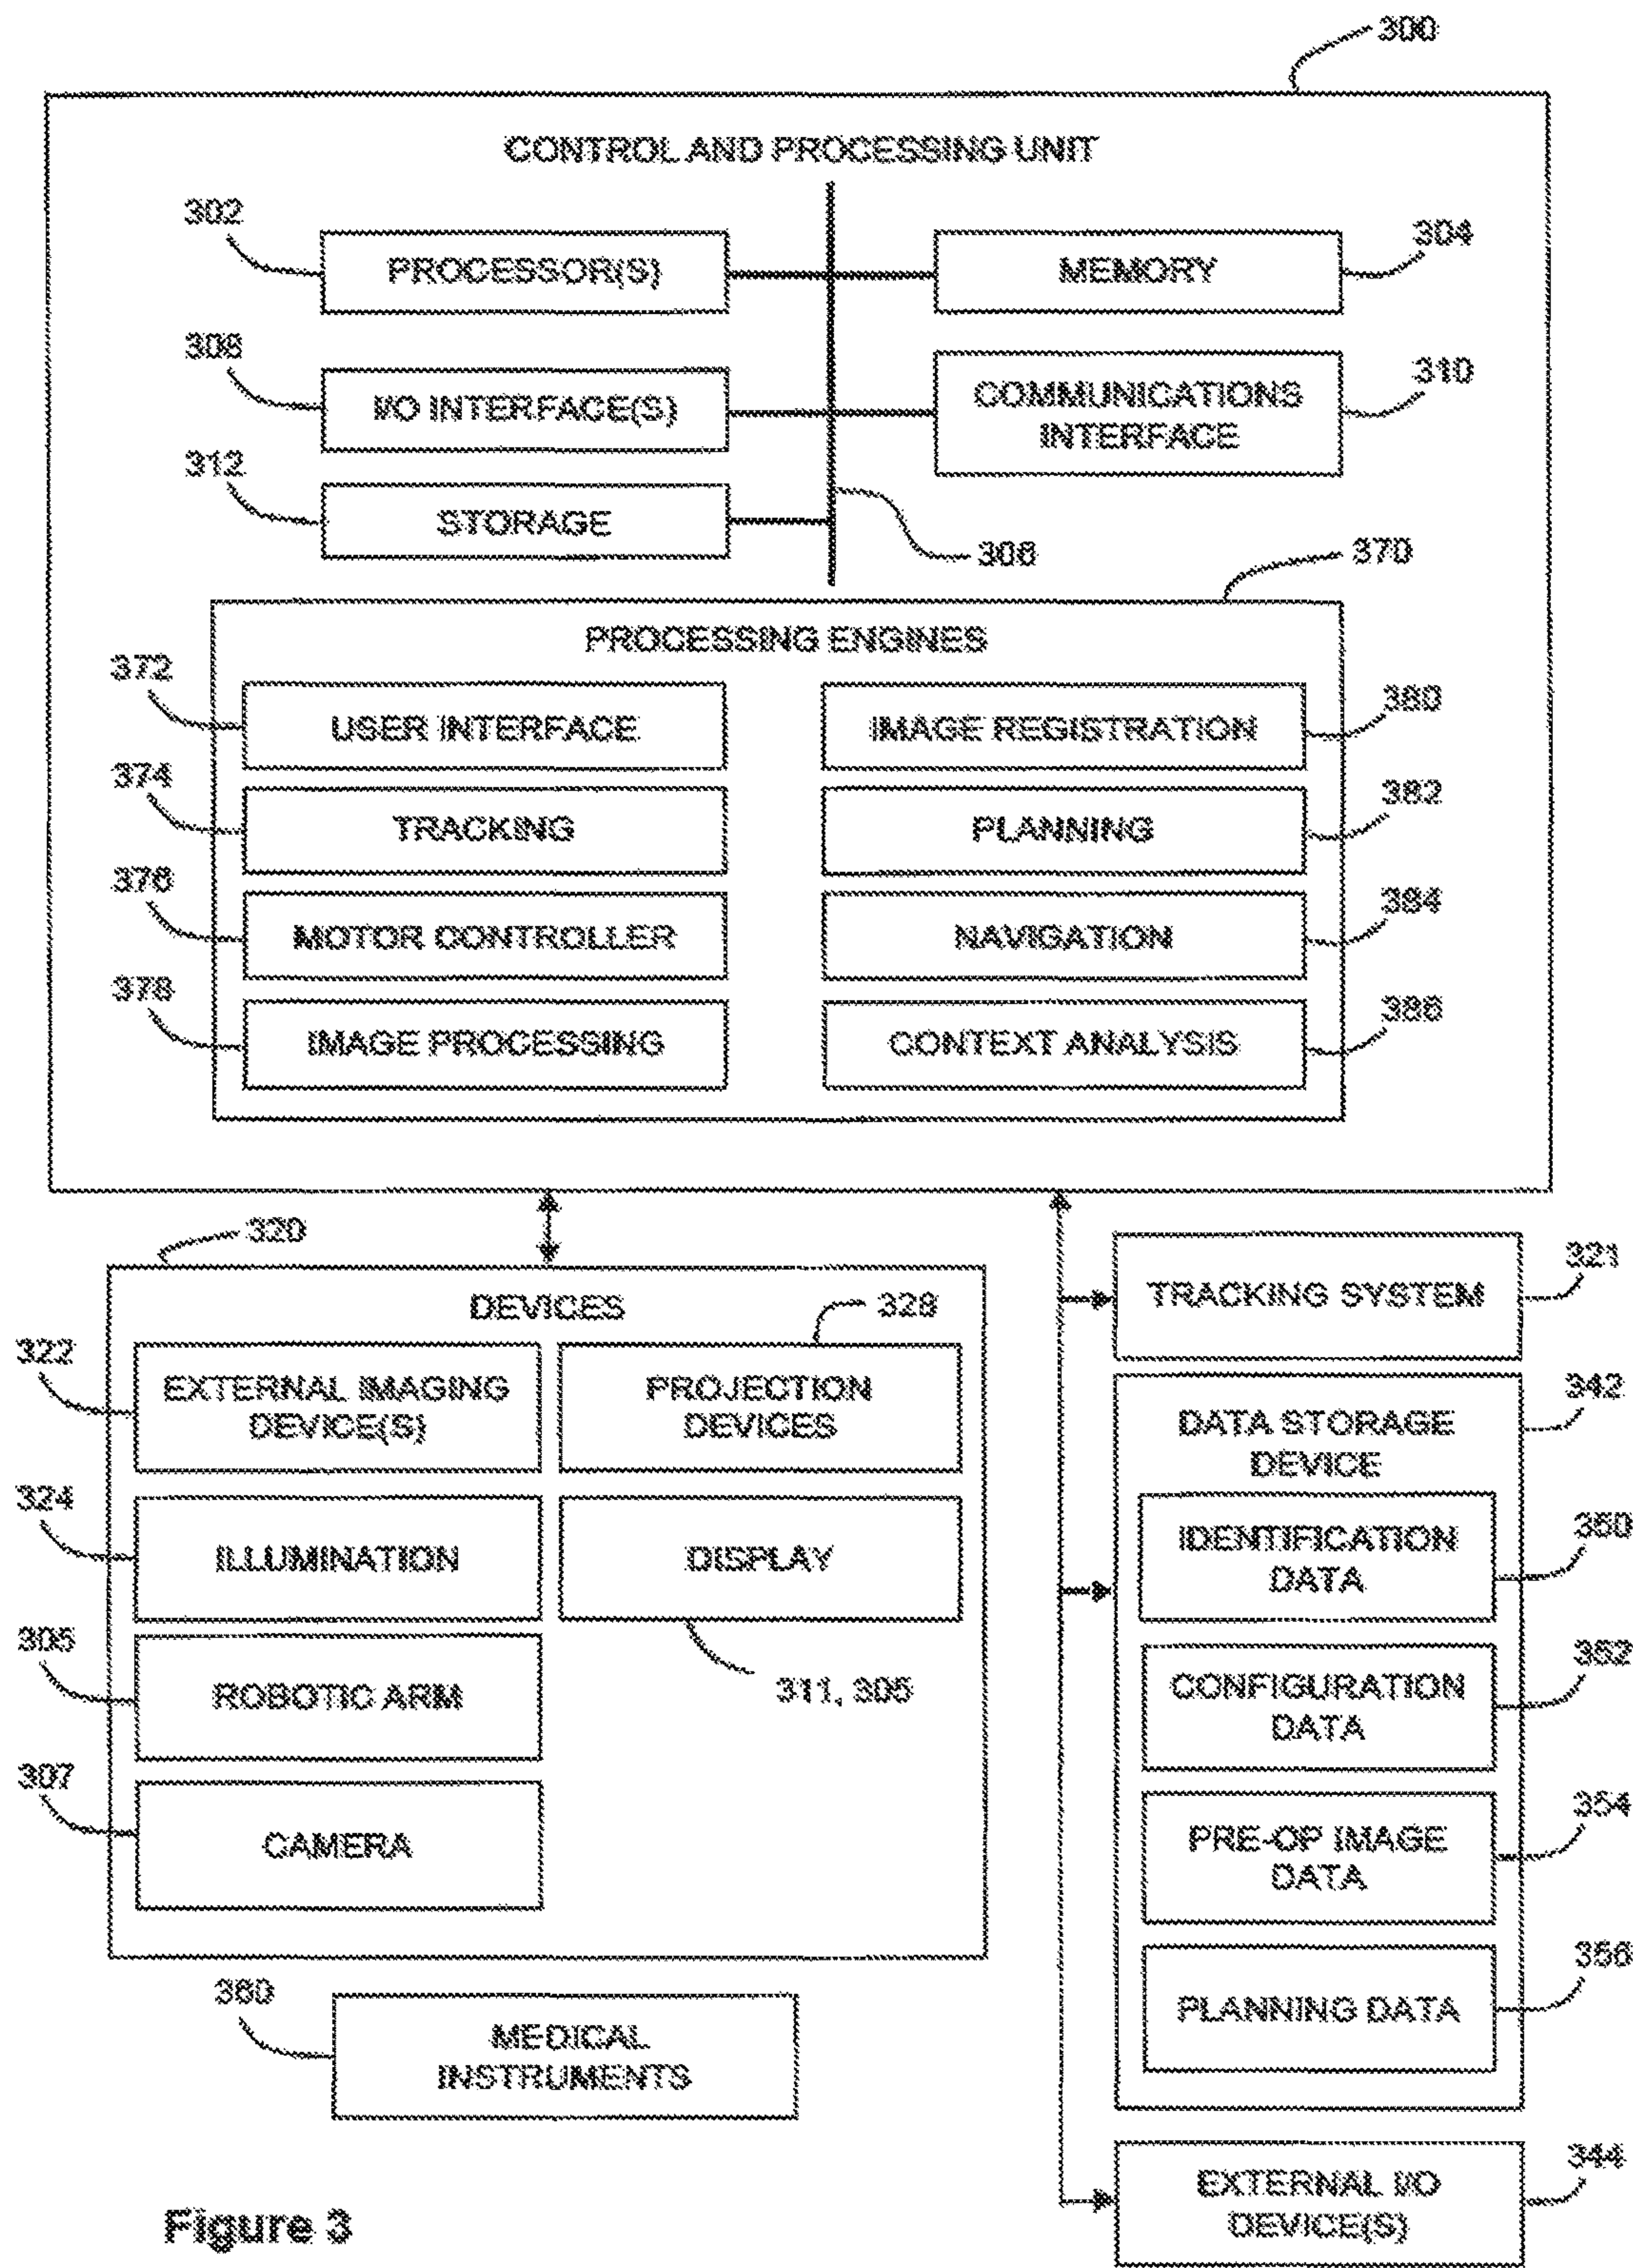 300
CONTROL AND PROCESSING UNIT
302
PROCESSOR(S)
MEMORY
304
308
I/O INTERFACE(S)
COMMUNICATIONS
INTERFACE
310
312
STORAGE
306
370
PROCESSING ENGINES
372
USER INTERFACE
IMAGE REGISTRATION
380
374
TRACKING
PLANNING
382
376
MOTOR CONTROLLER
NAVIGATION
384
378
IMAGE PROCESSING
CONTEXT ANALYSIS
386
320
DEVICES
328
322
EXTERNAL IMAGING
DEVICE(S)
PROJECTION
DEVICES
324
ILLUMINATION
DISPLAY
305
ROBOTIC ARM
311, 305
307
CAMERA
360
MEDICAL
INSTRUMENTS
TRACKING SYSTEM
321
342
DATA STORAGE
DEVICE
IDENTIFICATION
DATA
350
CONFIGURATION
DATA
352
PRE-OP IMAGE
DATA
354
PLANNING DATA
356
EXTERNAL I/O
DEVICE(S)
344
Figure 3